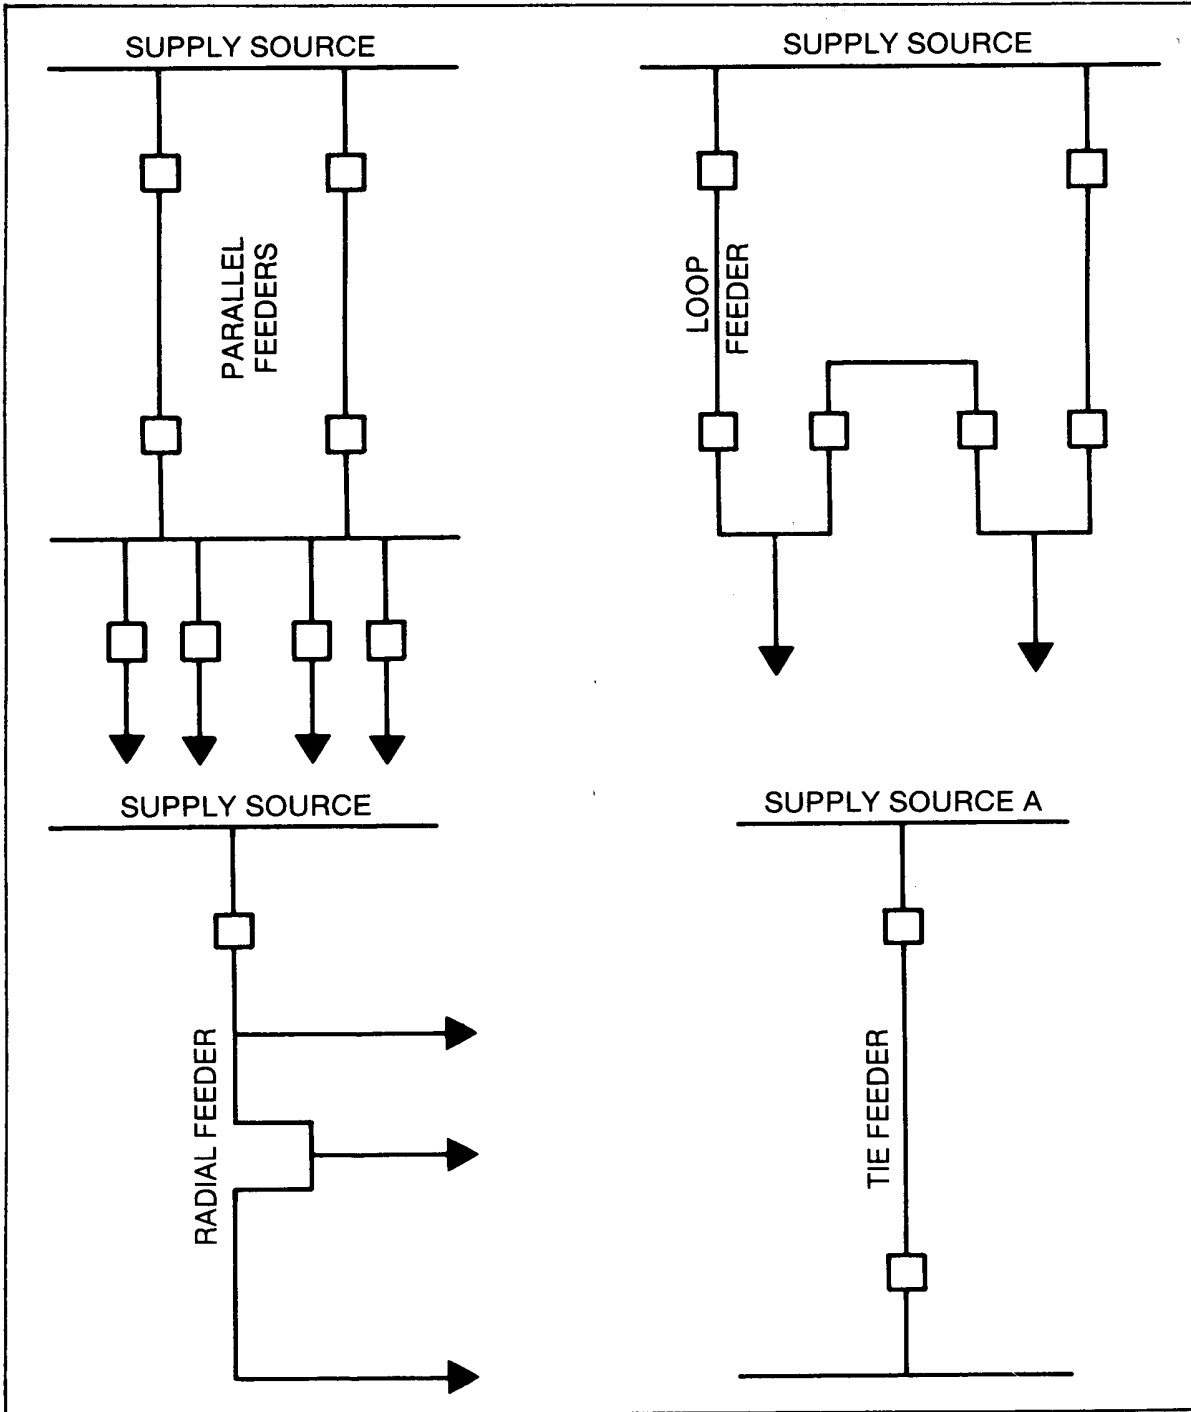 SUPPLY SOURCE
PARALLEL
FEEDERS
SUPPLY SOURCE
LOOP
FEEDER
SUPPLY SOURCE
RADIAL FEEDER
SUPPLY SOURCE A
TIE FEEDER